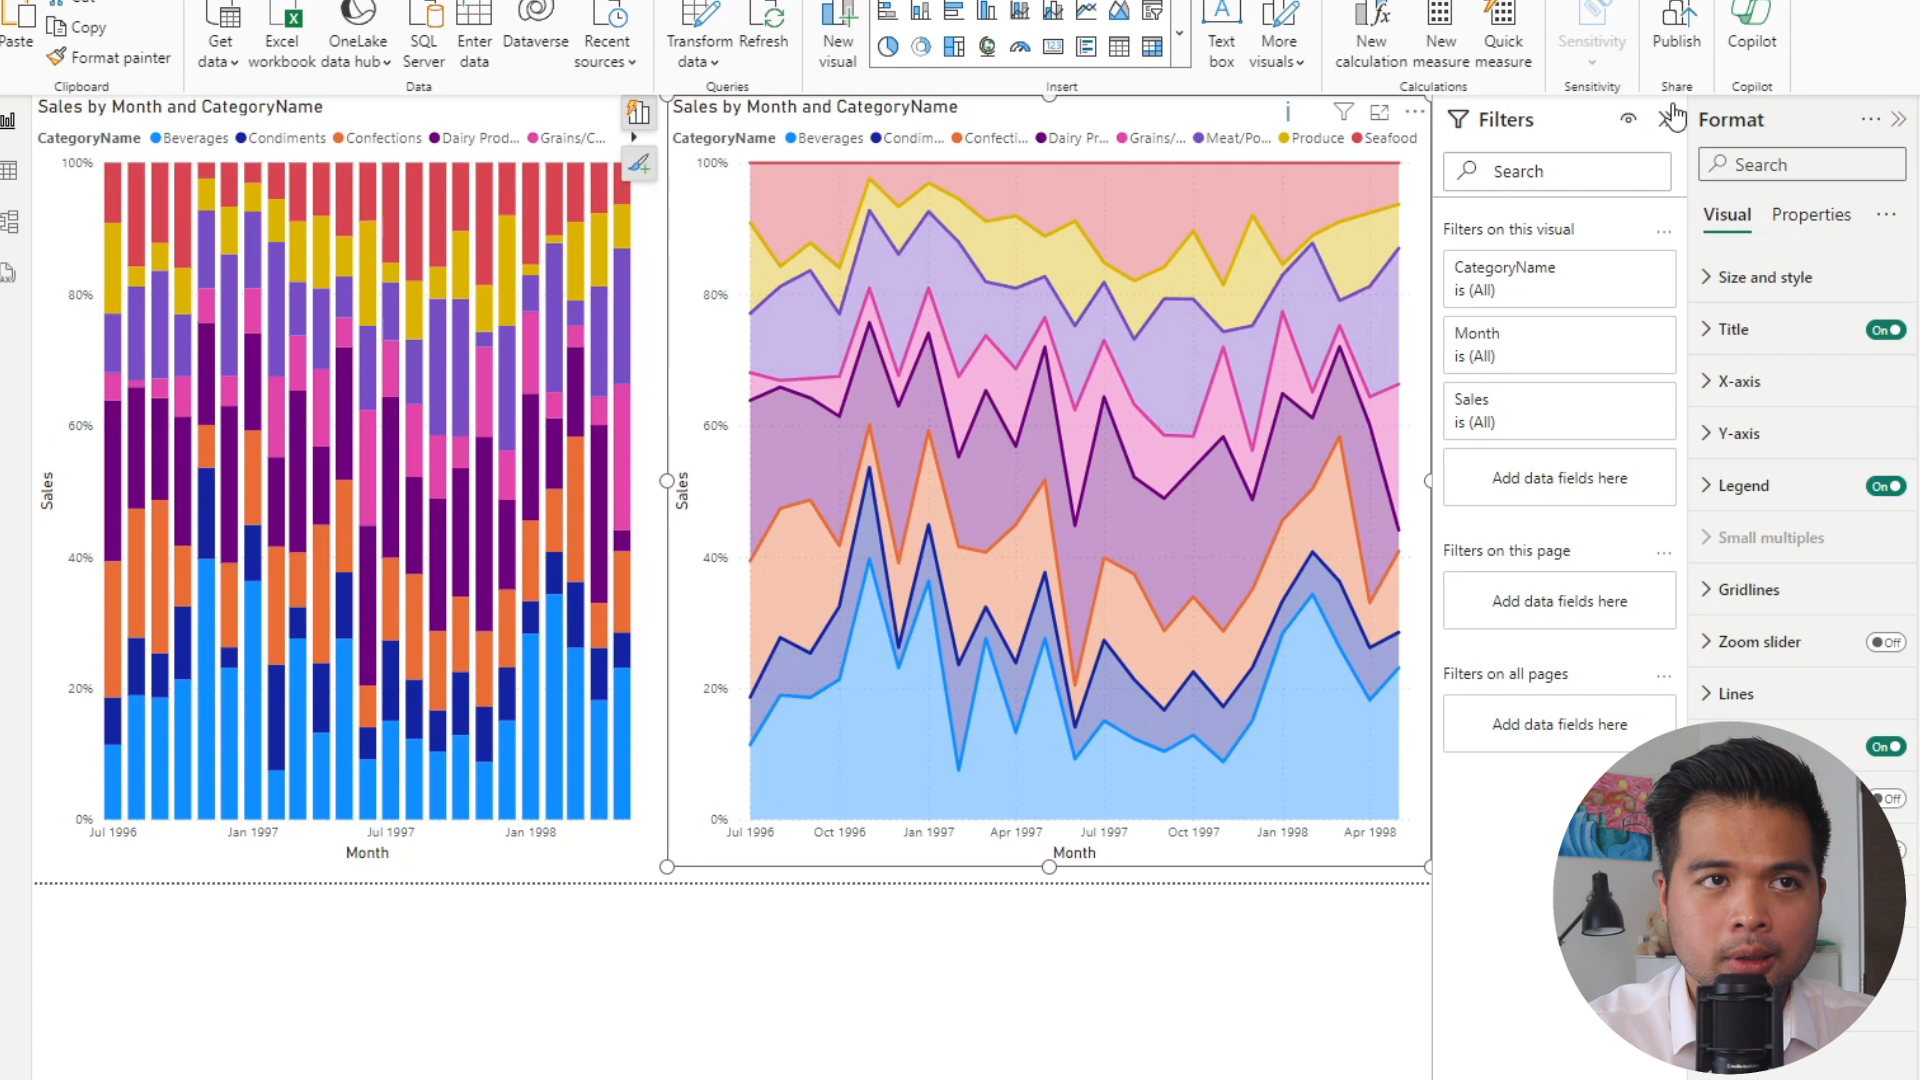 Cut
Copy
Paste
Format painter
Clipboard
Get data
Excel workbook
OneLake data hub
SQL Server
Enter data
Dataverse
Recent sources
Data
Transform data
Refresh
Queries
New visual
123
Insert
A
Text box
More visuals
fx
New calculation
New measure
Quick measure
Calculations
Sensitivity
Sensitivity
Publish
Share
Copilot
Copilot
Sales by Month and CategoryName
CategoryName Beverages Condiments Confections Dairy Prod... Grains/C...
100%
80%
60%
40%
20%
0%
Sales
Jul 1996 Jan 1997 Jul 1997 Jan 1998
Month
Sales by Month and CategoryName
CategoryName Beverages Condim... Confecti... Dairy Pr... Grains/... Meat/Po... Produce Seafood
100%
80%
60%
40%
20%
0%
Sales
Jul 1996 Oct 1996 Jan 1997 Apr 1997 Jul 1997 Oct 1997 Jan 1998 Apr 1998
Month
Filters
Search
Filters on this visual ...
CategoryName
is (All)
Month
is (All)
Sales
is (All)
Add data fields here
Filters on this page ...
Add data fields here
Filters on all pages ...
Add data fields here
Format
Search
Visual Properties ...
Size and style
Title On
X-axis
Y-axis
Legend On
Small multiples
Gridlines
Zoom slider Off
Lines
On
Off